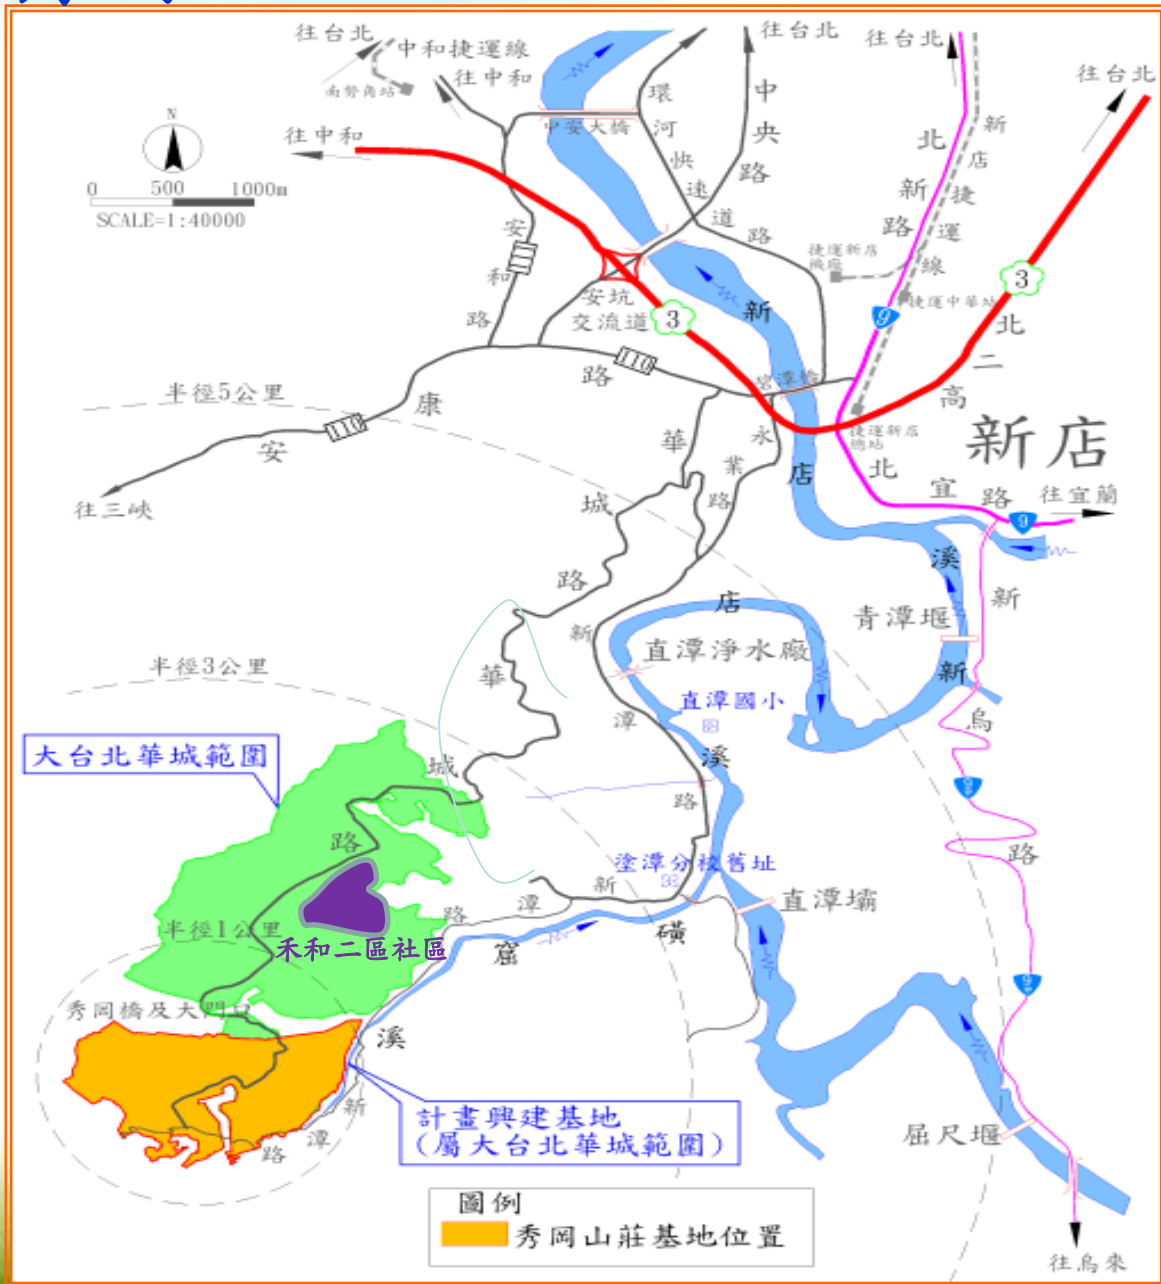 往台北
中和捷運線
往中和
南勢角站
往台北
往台北
往台北
環河快速道路
中央路
北新路
新店捷運線
中安大橋
往中和
N
0 500 1000m
SCALE=1:40000
安和路
捷運新店機廠
捷運中華站
安坑
交流道
3
9
3
北二高
新店溪
110
碧潭橋
半徑5公里
安康路
110
捷運新店
總站
新店
往三峽
華城路
永業路
北宜路
往宜蘭
9
青潭堰
店
直潭淨水廠
新
新烏路
半徑3公里
直潭國小
新潭路
溪
大台北華城範圍
華城路
塗潭分校舊址
新潭路
直潭壩
半徑1公里
禾和二區社區
磺窟溪
秀岡橋及大門口
計畫興建基地
(屬大台北華城範圍)
新潭路
屈尺堰
圖例
秀岡山莊基地位置
往烏來